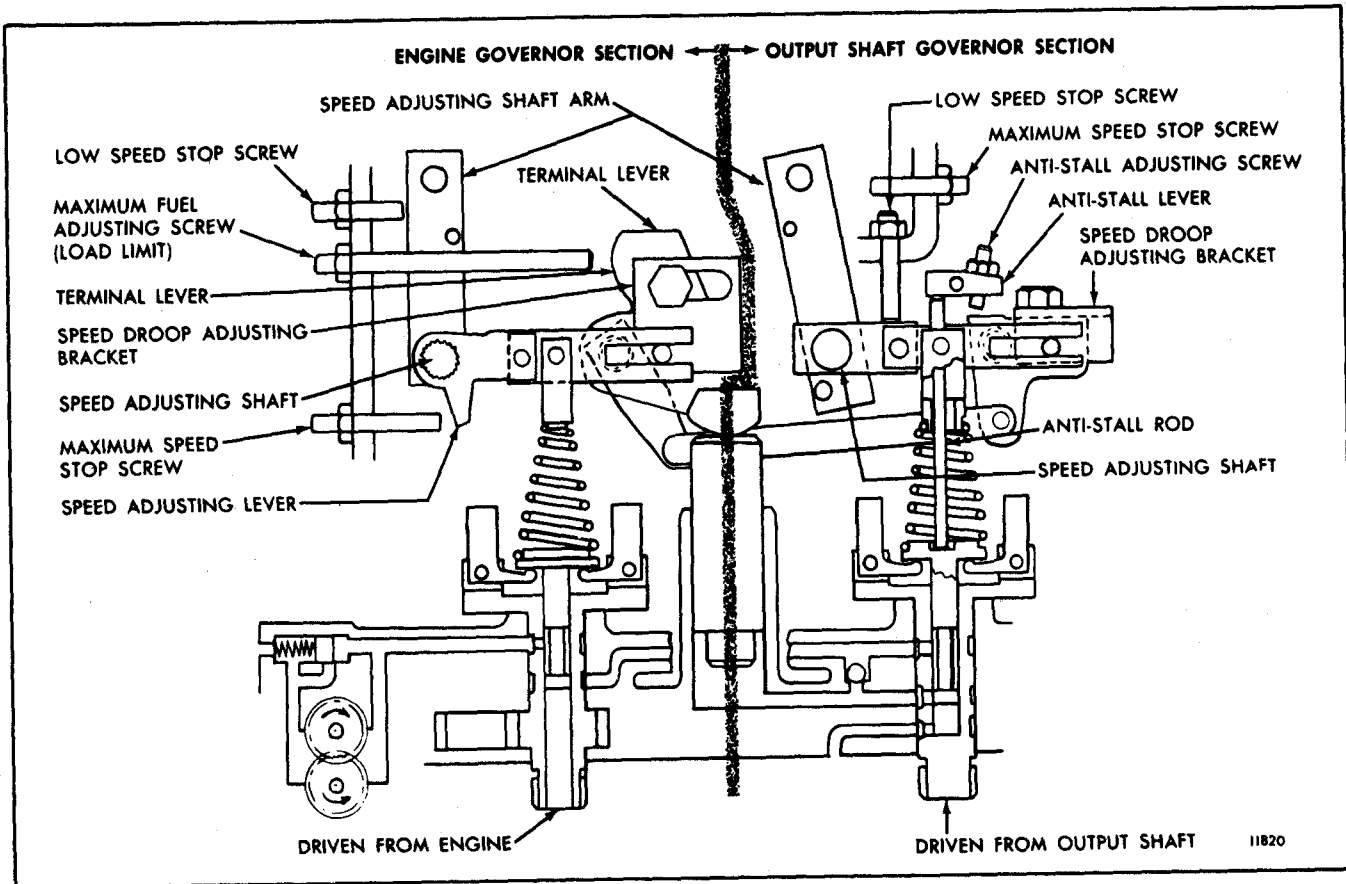 ENGINE GOVERNOR SECTION
OUTPUT SHAFT GOVERNOR SECTION
SPEED ADJUSTING SHAFT ARM
LOW SPEED STOP SCREW
MAXIMUM SPEED STOP SCREW
LOW SPEED STOP SCREW
TERMINAL LEVER
ANTI-STALL ADJUSTING SCREW
ANTI-STALL LEVER
MAXIMUM FUEL
ADJUSTING SCREW
(LOAD LIMIT)
SPEED DROOP
ADJUSTING BRACKET
TERMINAL LEVER
SPEED DROOP ADJUSTING
BRACKET
SPEED ADJUSTING SHAFT
ANTI-STALL ROD
MAXIMUM SPEED
STOP SCREW
SPEED ADJUSTING SHAFT
SPEED ADJUSTING LEVER
DRIVEN FROM ENGINE
DRIVEN FROM OUTPUT SHAFT
11820